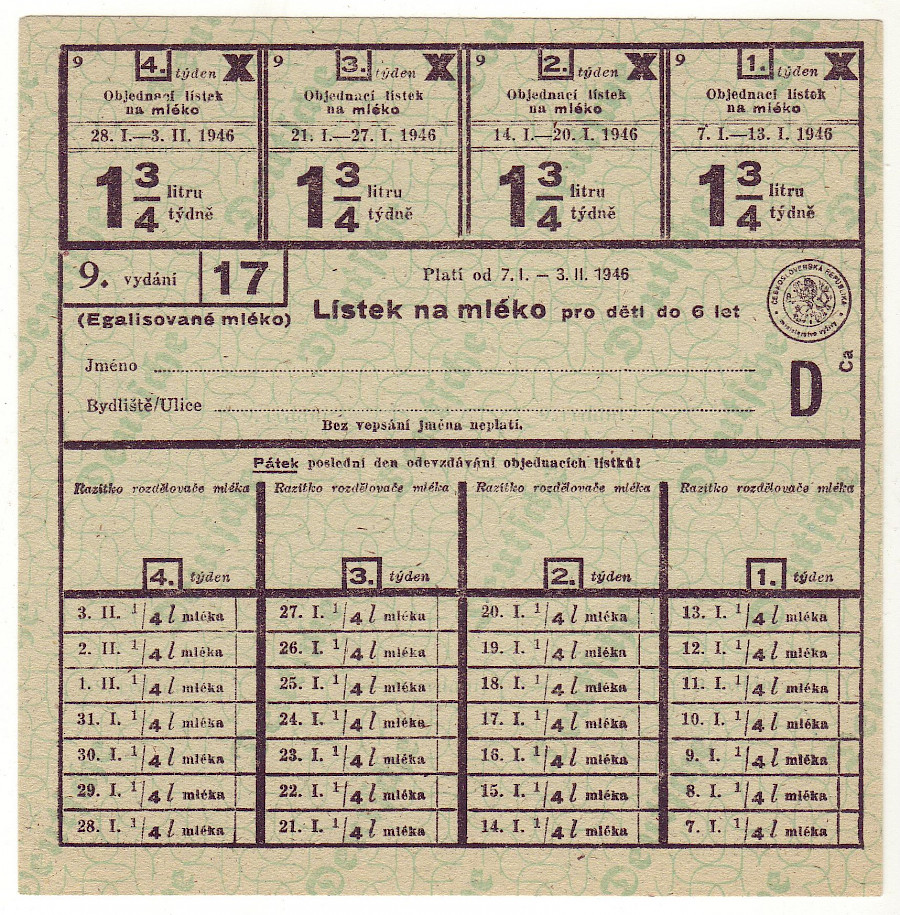 9 4. týden X
Objednací lístek
na mléko
28. I.—3. II. 1946
1 3/4 litru
týdně
9 3. týden X
Objednací lístek
na mléko
21. I.—27. I. 1946
1 3/4 litru
týdně
9 2. týden X
Objednací lístek
na mléko
14. I.—20. I. 1946
1 3/4 litru
týdně
9 1. týden X
Objednací lístek
na mléko
7. I.—13. I. 1946
1 3/4 litru
týdně
9. vydání 17
(Egalisované mléko)
Platí od 7. I. — 3. II. 1946
Lístek na mléko pro děti do 6 let
ČESKOSLOVENSKÁ REPUBLIKA
ministerstvo výživy
Jméno
Bydliště/Ulice
D
Ca
Bez vepsání jména neplatí.
Pátek poslední den odevzdávání objednacích lístků!
Razítko rozdělovače mléka Razítko rozdělovače mléka Razítko rozdělovače mléka Razítko rozdělovače mléka
4. týden 3. týden 2. týden 1. týden
3. II. 1/4 l mléka 27. I. 1/4 l mléka 20. I. 1/4 l mléka 13. I. 1/4 l mléka
2. II. 1/4 l mléka 26. I. 1/4 l mléka 19. I. 1/4 l mléka 12. I. 1/4 l mléka
1. II. 1/4 l mléka 25. I. 1/4 l mléka 18. I. 1/4 l mléka 11. I. 1/4 l mléka
31. I. 1/4 l mléka 24. I. 1/4 l mléka 17. I. 1/4 l mléka 10. I. 1/4 l mléka
30. I. 1/4 l mléka 23. I. 1/4 l mléka 16. I. 1/4 l mléka 9. I. 1/4 l mléka
29. I. 1/4 l mléka 22. I. 1/4 l mléka 15. I. 1/4 l mléka 8. I. 1/4 l mléka
28. I. 1/4 l mléka 21. I. 1/4 l mléka 14. I. 1/4 l mléka 7. I. 1/4 l mléka
Deutsche